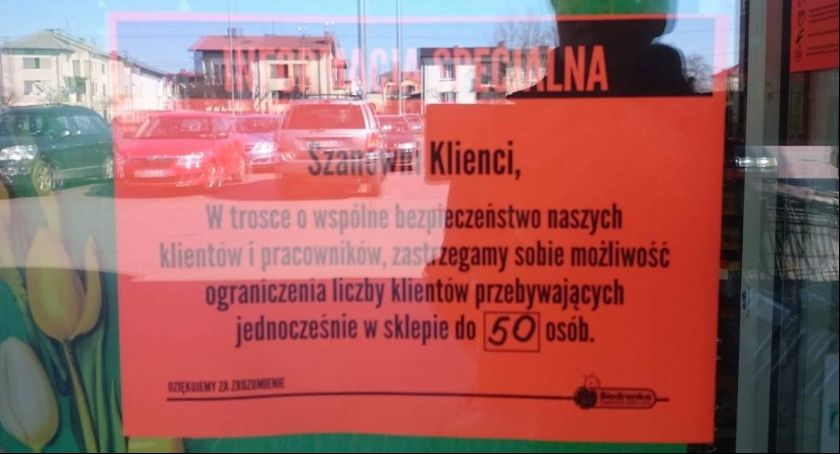 INFORMACJA SPECJALNA
Szanowni Klienci,
W trosce o wspólne bezpieczeństwo naszych
klientów i pracowników, zastrzegamy sobie możliwość
ograniczenia liczby klientów przebywających
jednocześnie w sklepie do 50 osób.
DZIĘKUJEMY ZA ZROZUMIENIE
Biedronka